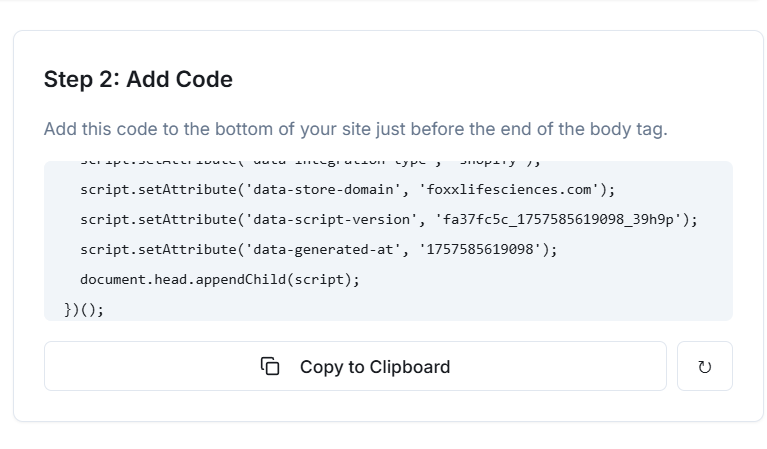 Step 2: Add Code
Add this code to the bottom of your site just before the end of the body tag.
script.setAttribute('data-integration-type', 'shopify');
script.setAttribute('data-store-domain', 'foxxlifesciences.com');
script.setAttribute('data-script-version', 'fa37fc5c_1757585619098_39h9p');
script.setAttribute('data-generated-at', '1757585619098');
document.head.appendChild(script);
})();
Copy to Clipboard